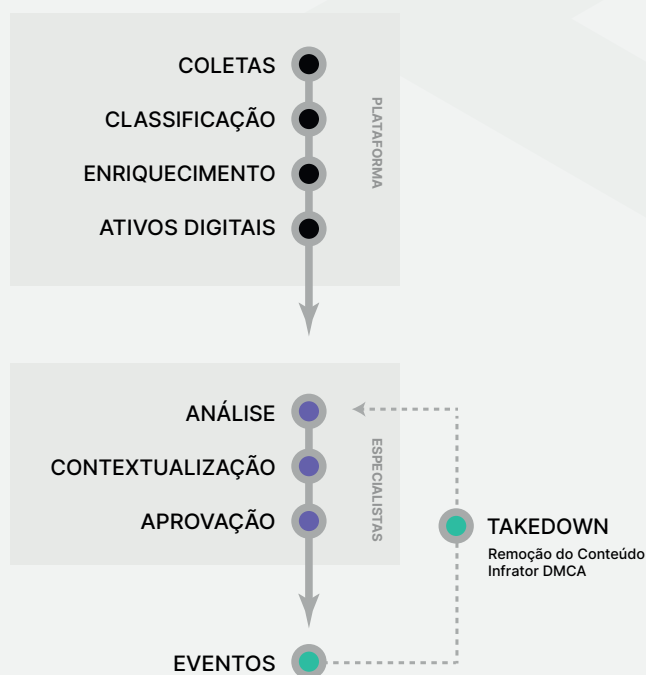 COLETAS
CLASSIFICAÇÃO
ENRIQUECIMENTO
ATIVOS DIGITAIS
PLATAFORMA
ANÁLISE
CONTEXTUALIZAÇÃO
APROVAÇÃO
ESPECIALISTAS
TAKEDOWN
Remoção do Conteúdo
Infrator DMCA
EVENTOS